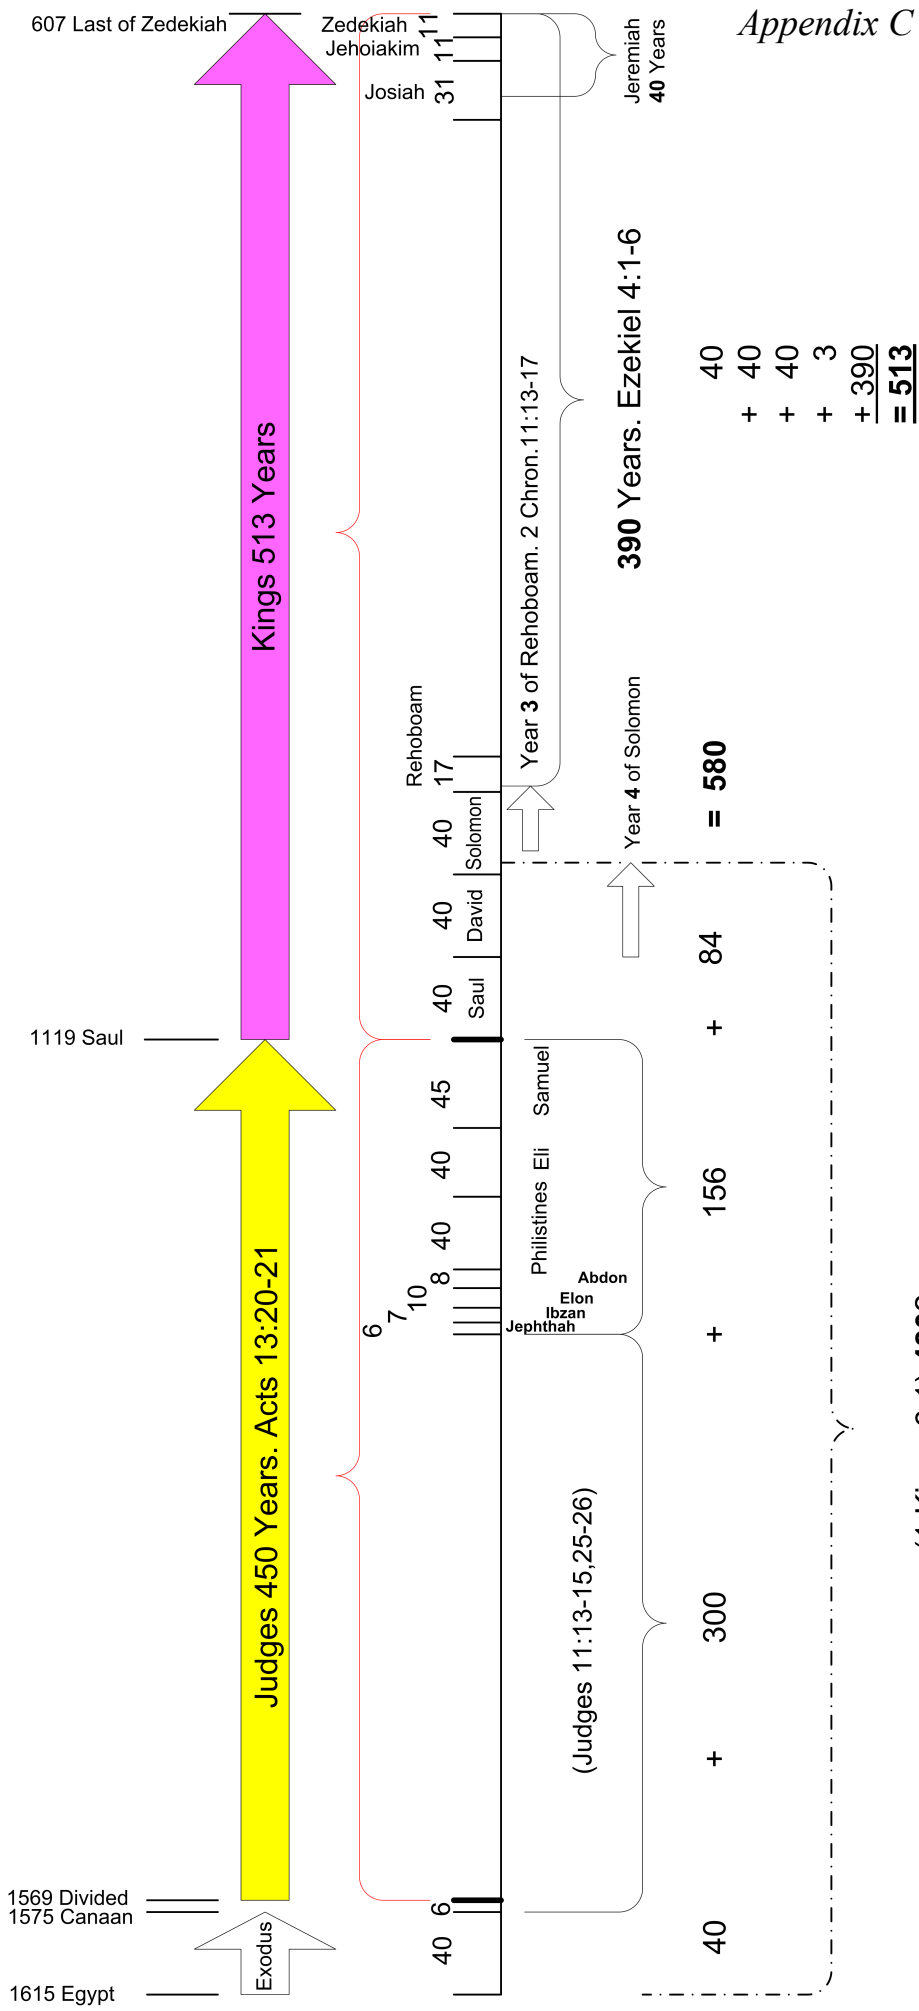 Appendix C
607 Last of Zedekiah
1119 Saul
1569 Divided
1575 Canaan
1615 Egypt
Kings 513 Years
Judges 450 Years. Acts 13:20-21
Exodus
Zedekiah
Jehoiakim
Josiah
Rehoboam
11
11
31
17
40
40
40
45
40
40
8
10
7
6
6
40
Solomon
David
Saul
Samuel
Eli
Philistines
Abdon
Elon
Ibzan
Jephthah
Jeremiah
40 Years
Year 3 of Rehoboam. 2 Chron.11:13-17
390 Years. Ezekiel 4:1-6
Year 4 of Solomon
(Judges 11:13-15,25-26)
40 + 300 + 156 + 84 = 580
40
+ 40
+ 40
+ 3
+ 390
= 513